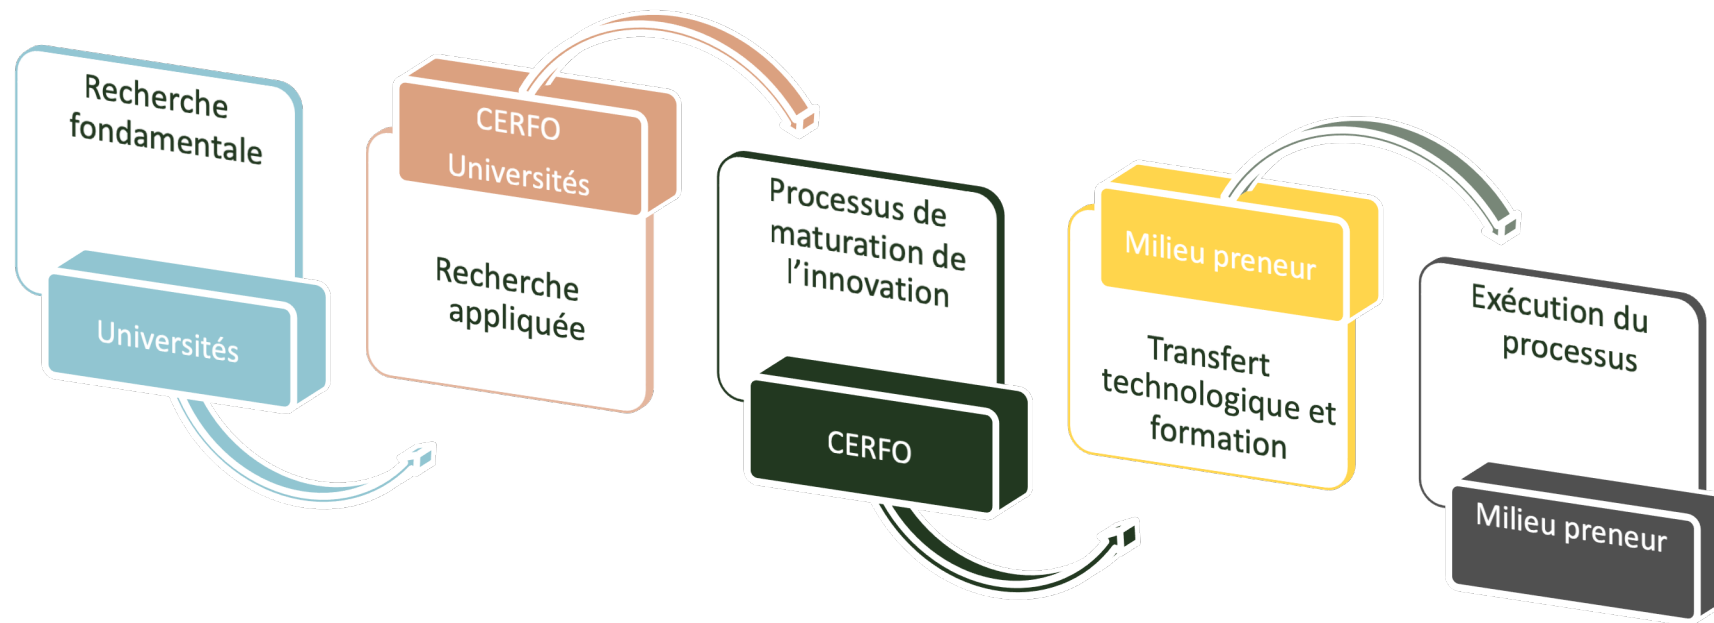 Recherche
fondamentale
Universités
CERFO
Universités
Recherche
appliquée
Processus de
maturation de
l’innovation
CERFO
Milieu preneur
Transfert
technologique et
formation
Exécution du
processus
Milieu preneur